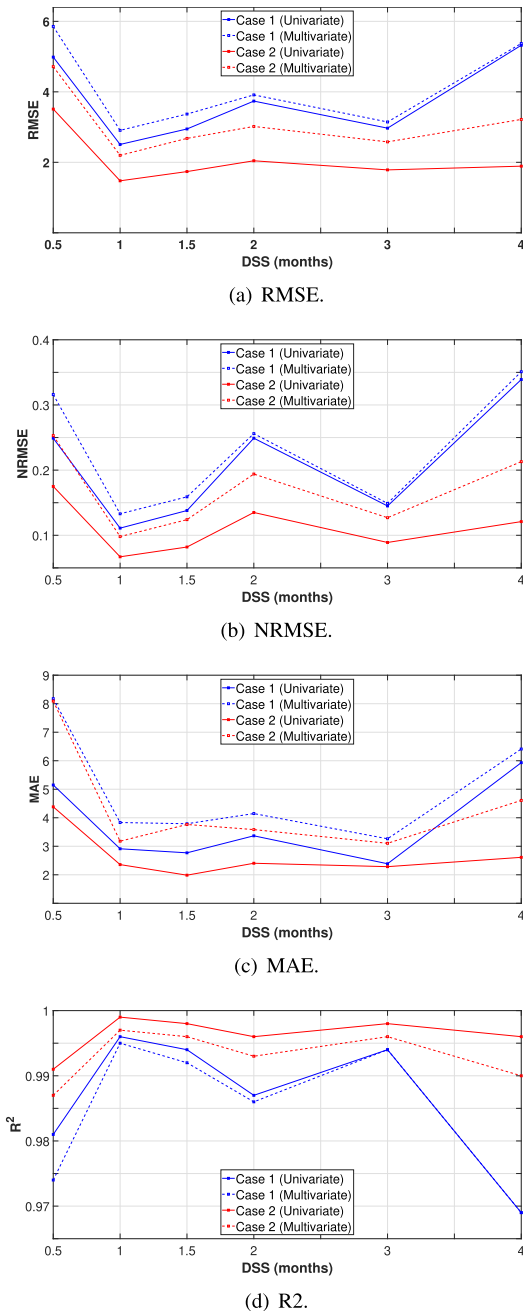 6
4
2
RMSE
Case 1 (Univariate)
Case 1 (Multivariate)
Case 2 (Univariate)
Case 2 (Multivariate)
0.5 1 1.5 2 3 4
DSS (months)
(a) RMSE.
0.4
0.3
0.2
0.1
NRMSE
Case 1 (Univariate)
Case 1 (Multivariate)
Case 2 (Univariate)
Case 2 (Multivariate)
0.5 1 1.5 2 3 4
DSS (months)
(b) NRMSE.
9
8
7
6
5
4
3
2
MAE
Case 1 (Univariate)
Case 1 (Multivariate)
Case 2 (Univariate)
Case 2 (Multivariate)
0.5 1 1.5 2 3 4
DSS (months)
(c) MAE.
1
0.99
0.98
0.97
R2
Case 1 (Univariate)
Case 1 (Multivariate)
Case 2 (Univariate)
Case 2 (Multivariate)
0.5 1 1.5 2 3 4
DSS (months)
(d) R2.